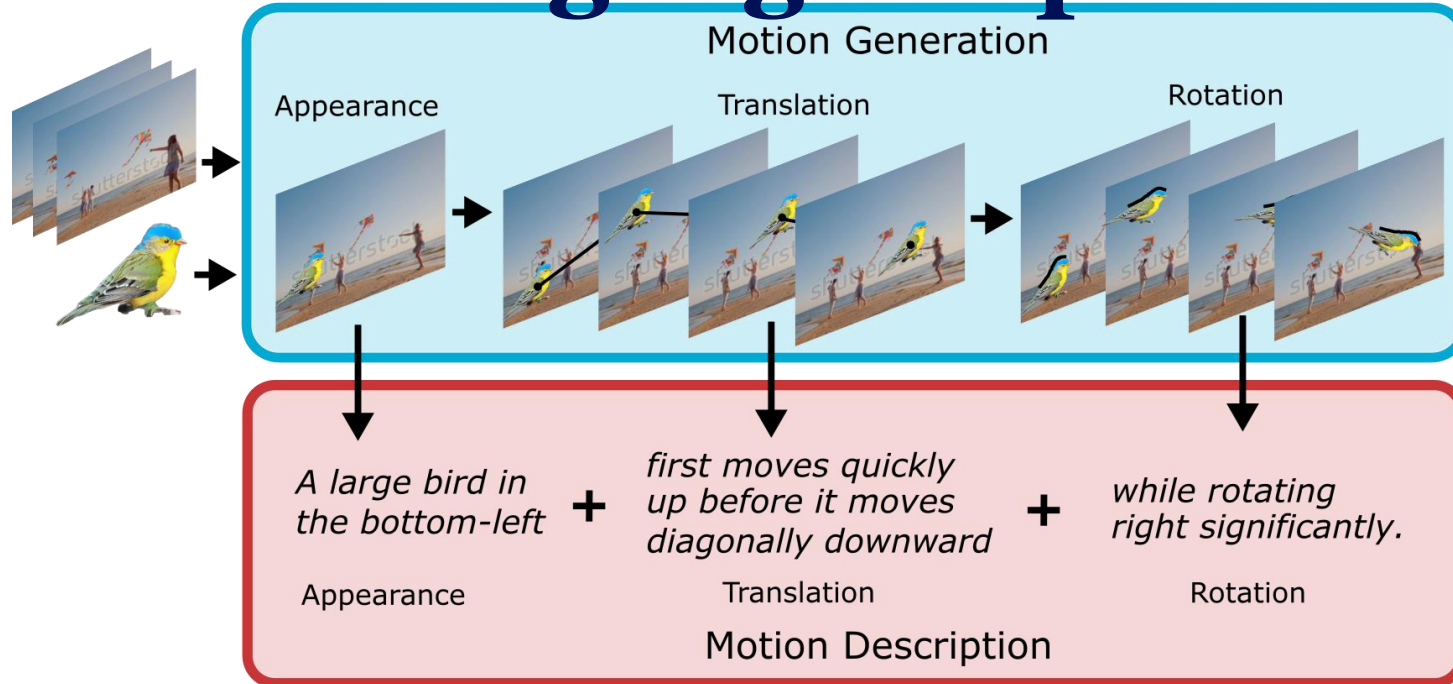 Motion Generation
Appearance
Translation
Rotation
A large bird in
the bottom-left
+
first moves quickly
up before it moves
diagonally downward
+
while rotating
right significantly.
Appearance
Translation
Rotation
Motion Description